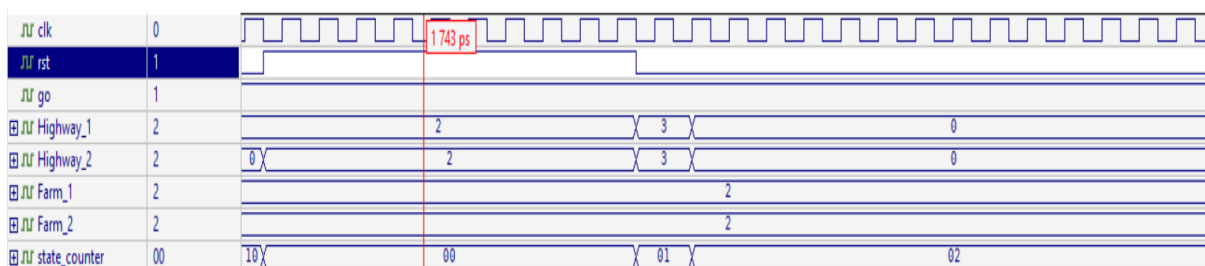 clk 0 1 743 ps
rst 1
go 1
Highway_1 2 2 3 0
Highway_2 2 0 2 3 0
Farm_1 2 2
Farm_2 2 2
state_counter 00 10 00 01 02